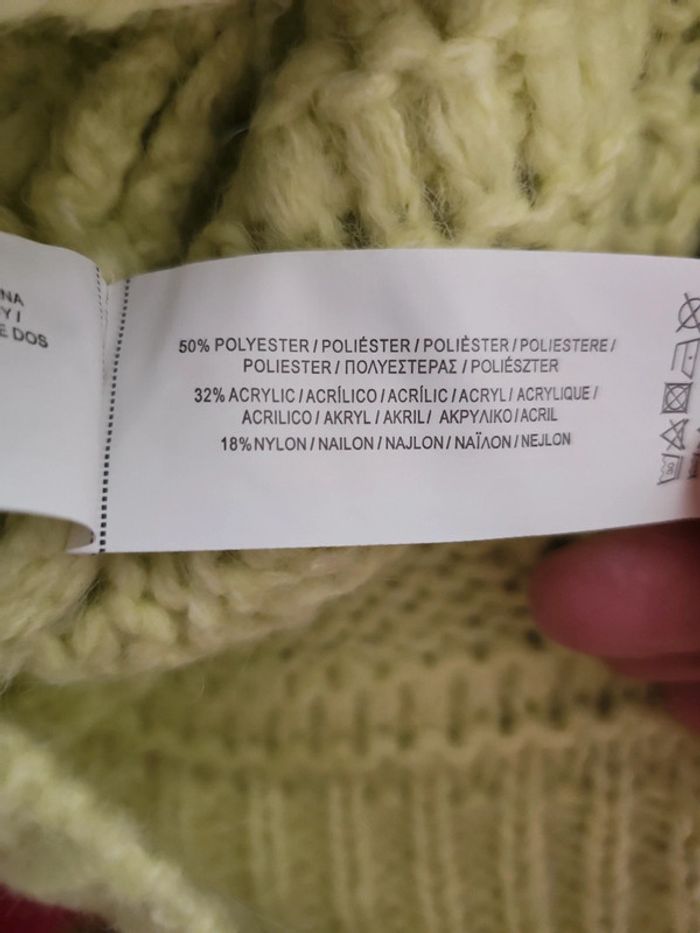 NA
Y /
E DOS
50% POLYESTER / POLIÉSTER / POLIÈSTER / POLIESTERE /
POLIESTER / ΠΟΛΥΕΣΤΕΡΑΣ / POLIÉSZTER
32% ACRYLIC / ACRÍLICO / ACRÍLIC / ACRYL / ACRYLIQUE /
ACRILICO / AKRYL / AKRIL / ΑΚΡΥΛΙΚΟ / ACRIL
18% NYLON / NAILON / NAJLON / ΝΑΪΛΟΝ / NEJLON